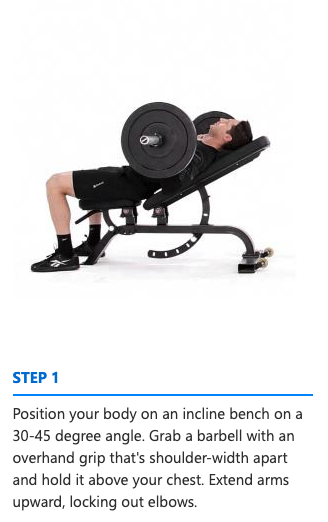 STEP 1
Position your body on an incline bench on a
30-45 degree angle. Grab a barbell with an
overhand grip that's shoulder-width apart
and hold it above your chest. Extend arms
upward, locking out elbows.